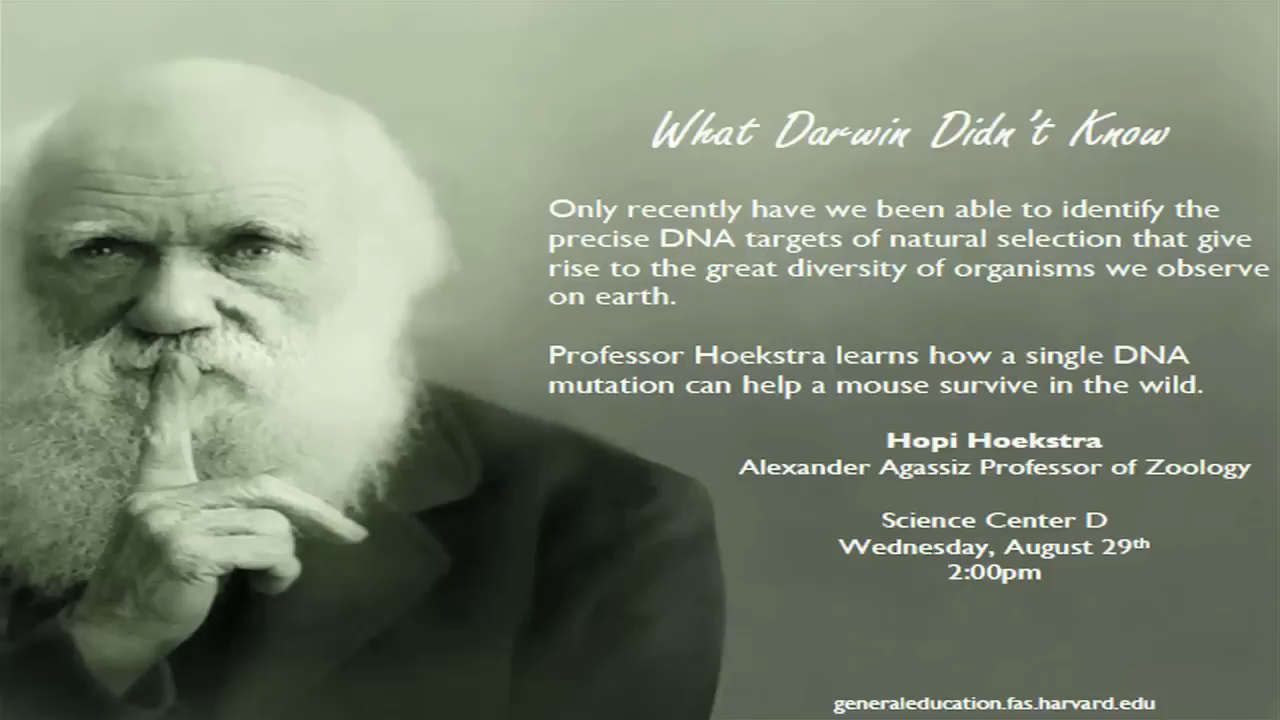 What Darwin Didn't Know
Only recently have we been able to identify the
precise DNA targets of natural selection that give
rise to the great diversity of organisms we observe
on earth.
Professor Hoekstra learns how a single DNA
mutation can help a mouse survive in the wild.
Hopi Hoekstra
Alexander Agassiz Professor of Zoology
Science Center D
Wednesday, August 29th
2:00pm
generaleducation.fas.harvard.edu